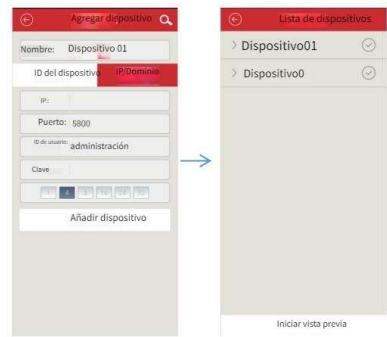 Agregar dispositivo
Nombre: Dispositivo 01
ID del dispositivo IP/Dominio
IP:
Puerto: 5800
ID de usuario: administración
Clave
Añadir dispositivo
Lista de dispositivos
Dispositivo01
Dispositivo0
Iniciar vista previa